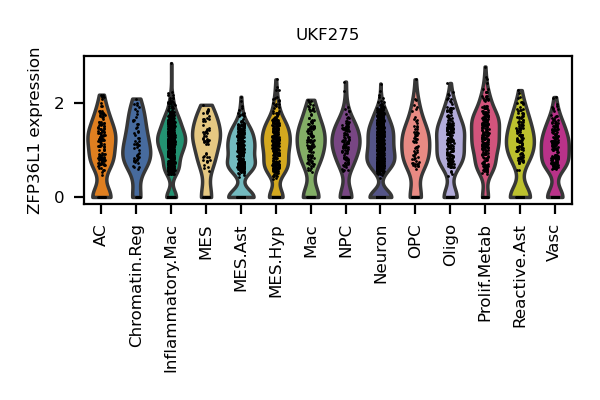 UKF275
ZFP36L1 expression
2
0
AC
Chromatin.Reg
Inflammatory.Mac
MES
MES.Ast
MES.Hyp
Mac
NPC
Neuron
OPC
Oligo
Prolif.Metab
Reactive.Ast
Vasc